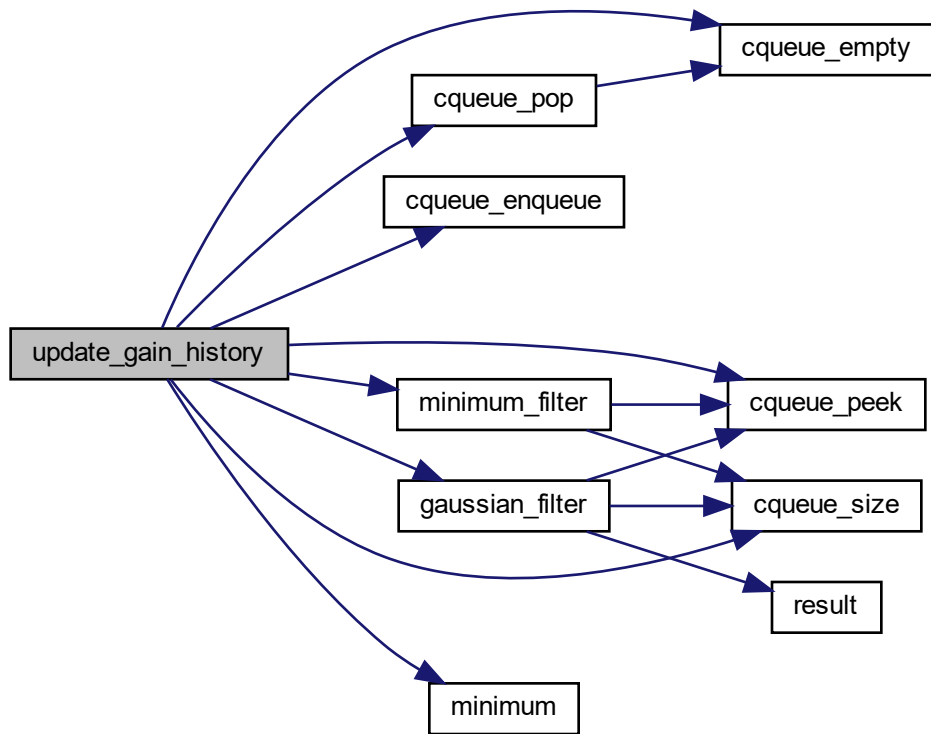 cqueue_empty
cqueue_pop
cqueue_enqueue
update_gain_history
minimum_filter
cqueue_peek
gaussian_filter
cqueue_size
result
minimum